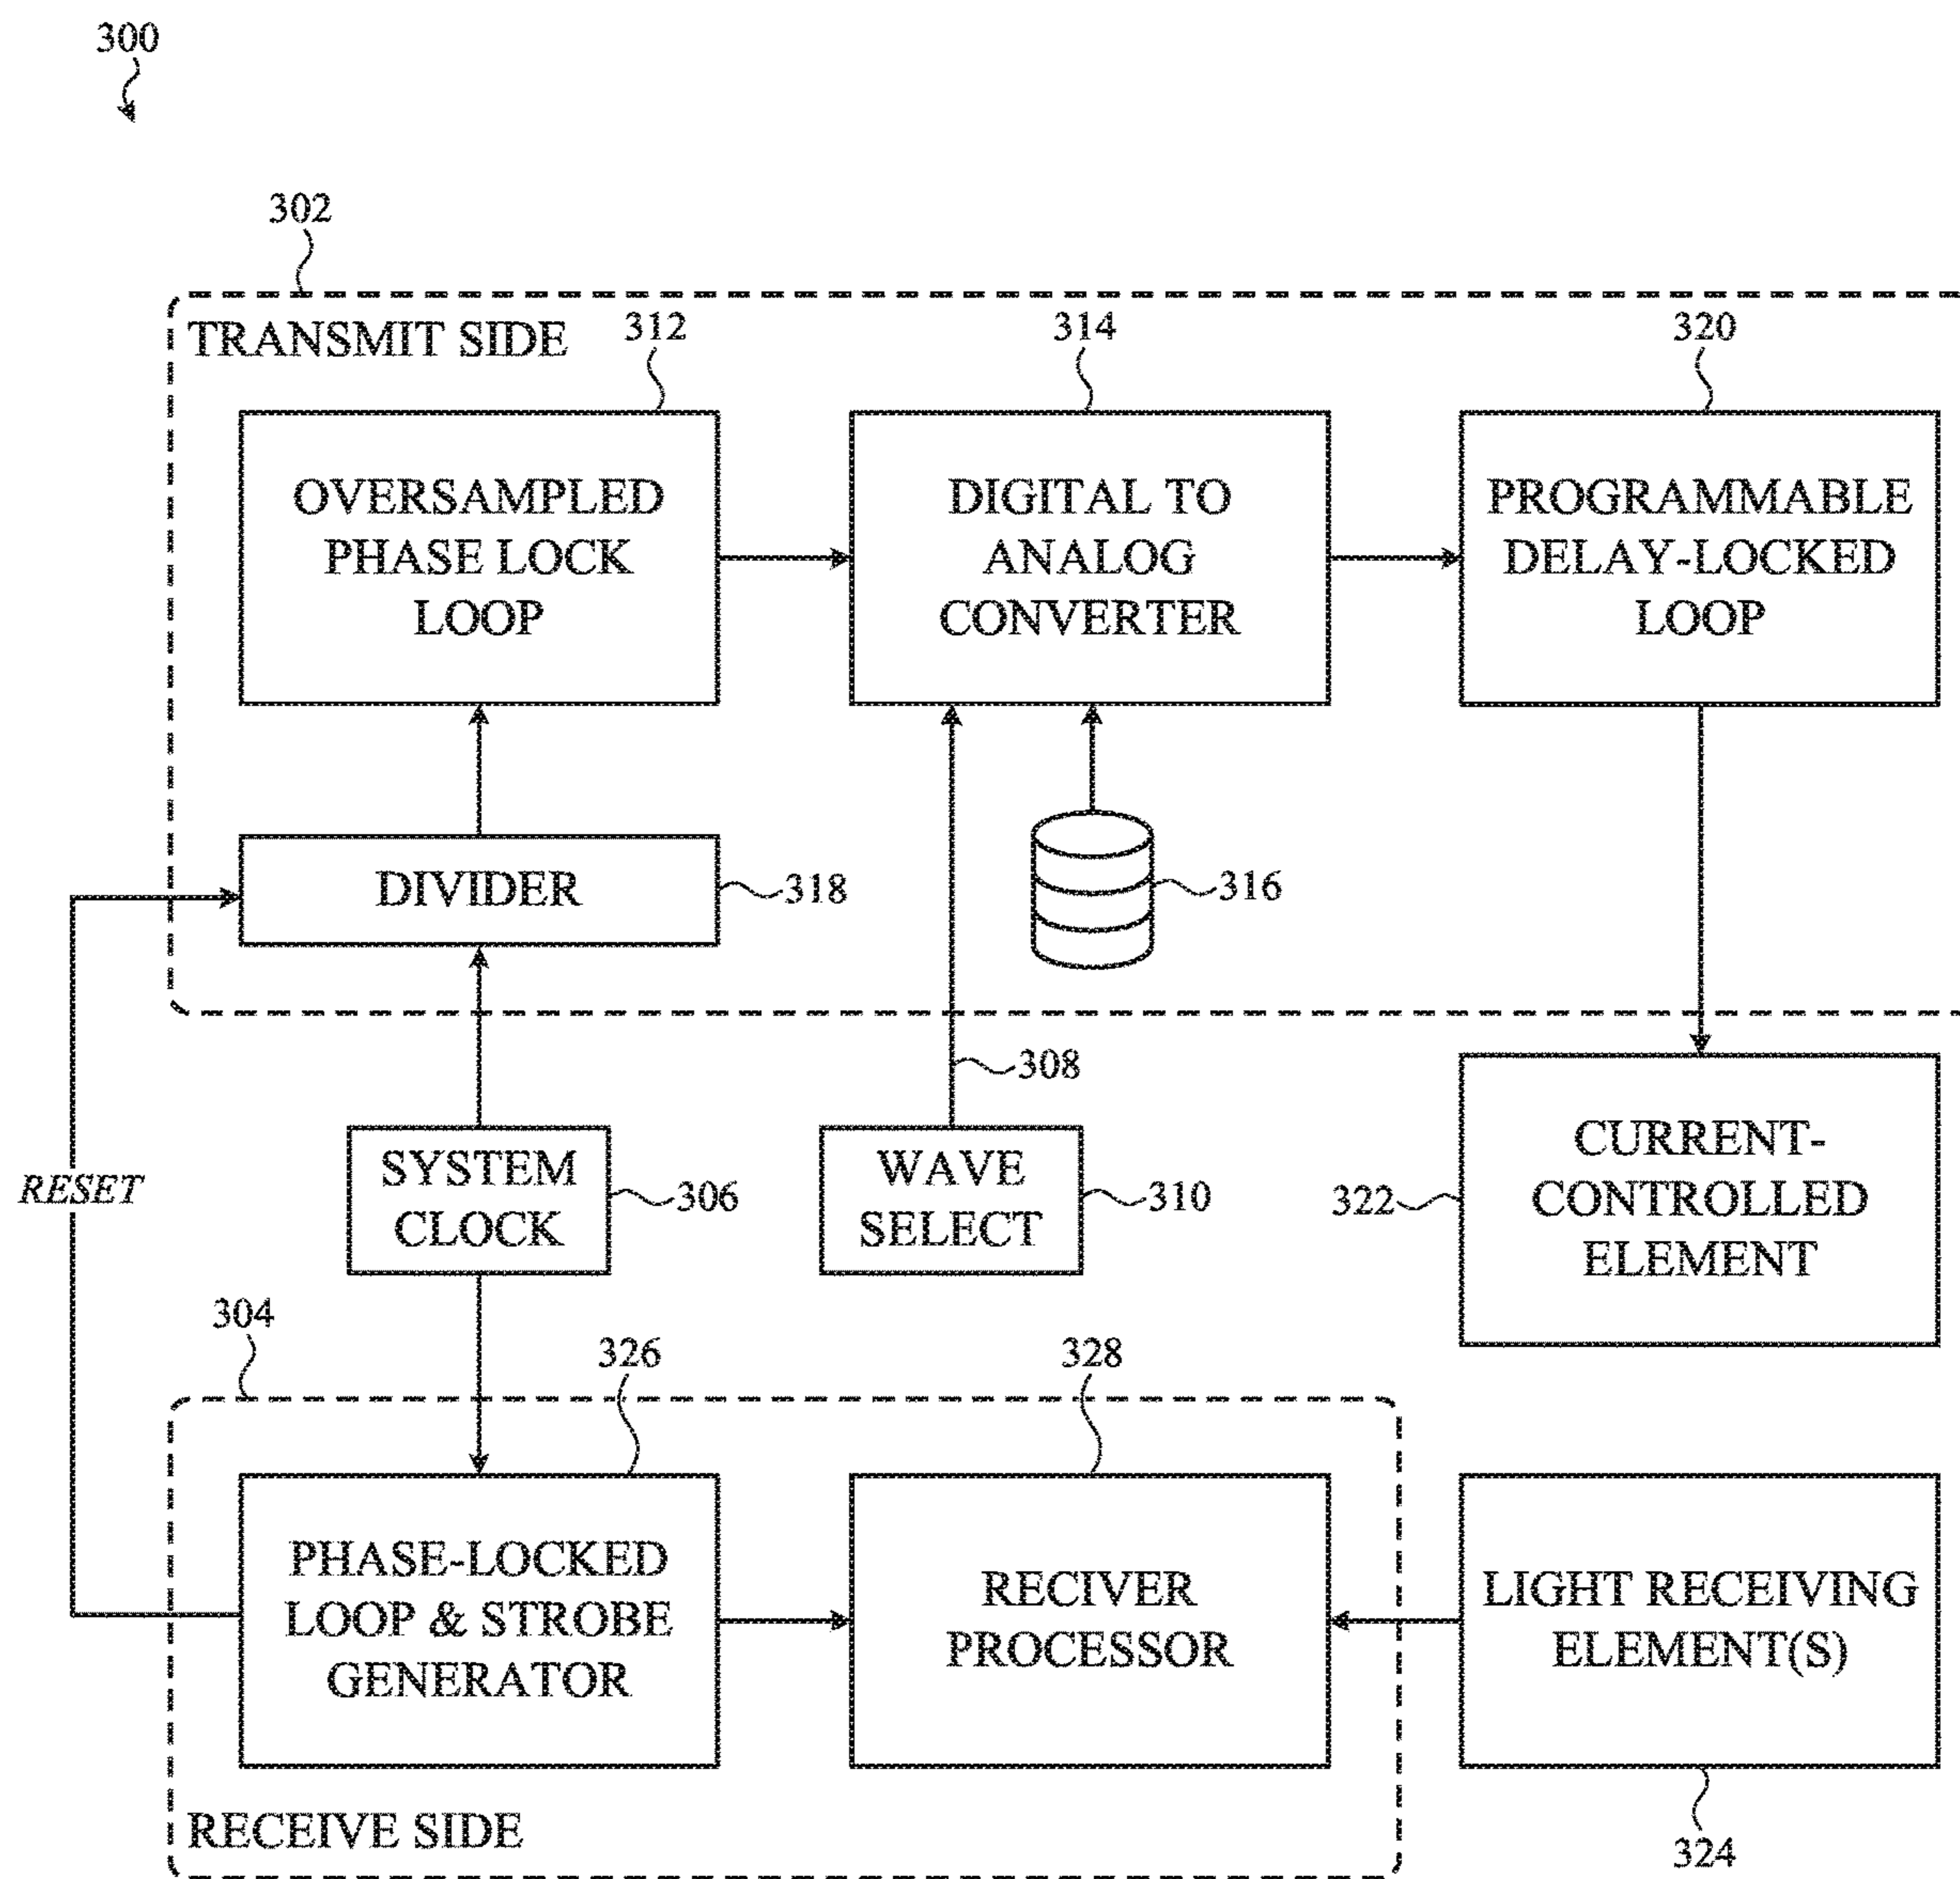 300
302
TRANSMIT SIDE
312
314
320
OVERSAMPLED
PHASE LOCK
LOOP
DIGITAL TO
ANALOG
CONVERTER
PROGRAMMABLE
DELAY-LOCKED
LOOP
DIVIDER
318
316
308
RESET
SYSTEM
CLOCK
306
WAVE
SELECT
310
322
CURRENT-
CONTROLLED
ELEMENT
304
326
328
PHASE-LOCKED
LOOP & STROBE
GENERATOR
RECIVER
PROCESSOR
LIGHT RECEIVING
ELEMENT(S)
RECEIVE SIDE
324